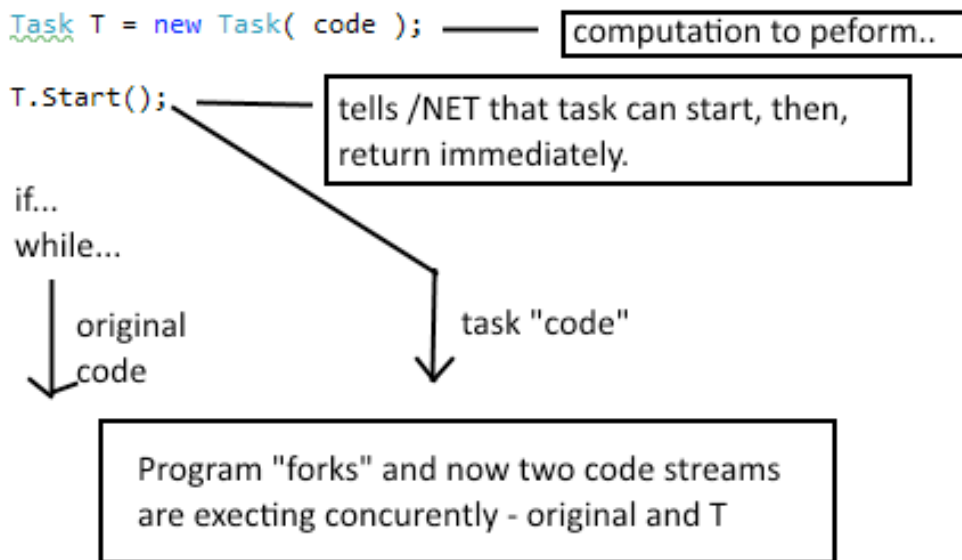 Task T = new Task( code );
computation to peform..
T.Start();
tells /NET that task can start, then,
return immediately.
if...
while...
original
code
task "code"
Program "forks" and now two code streams
are execting concurently - original and T